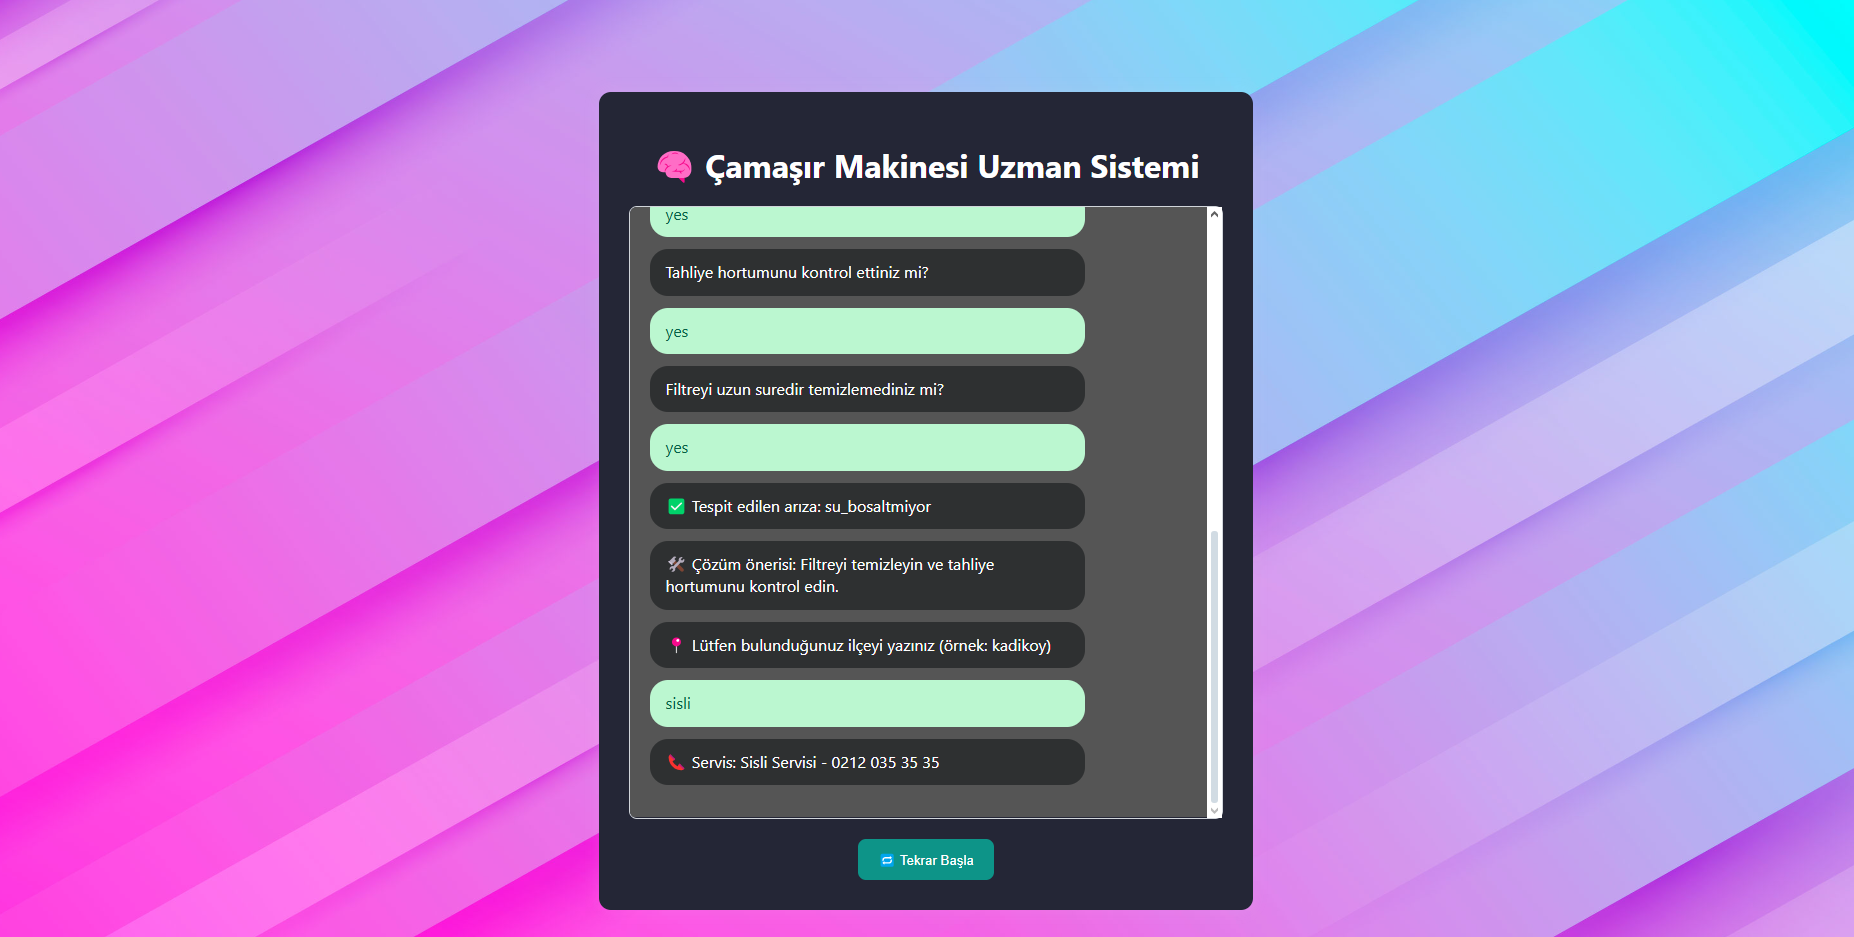 🧠 Çamaşır Makinesi Uzman Sistemi
yes
Tahliye hortumunu kontrol ettiniz mi?
yes
Filtreyi uzun suredir temizlemediniz mi?
yes
✅ Tespit edilen arıza: su_bosaltmiyor
🛠 Çözüm önerisi: Filtreyi temizleyin ve tahliye
hortumunu kontrol edin.
📍 Lütfen bulunduğunuz ilçeyi yazınız (örnek: kadikoy)
sisli
📞 Servis: Sisli Servisi - 0212 035 35 35
🔁 Tekrar Başla